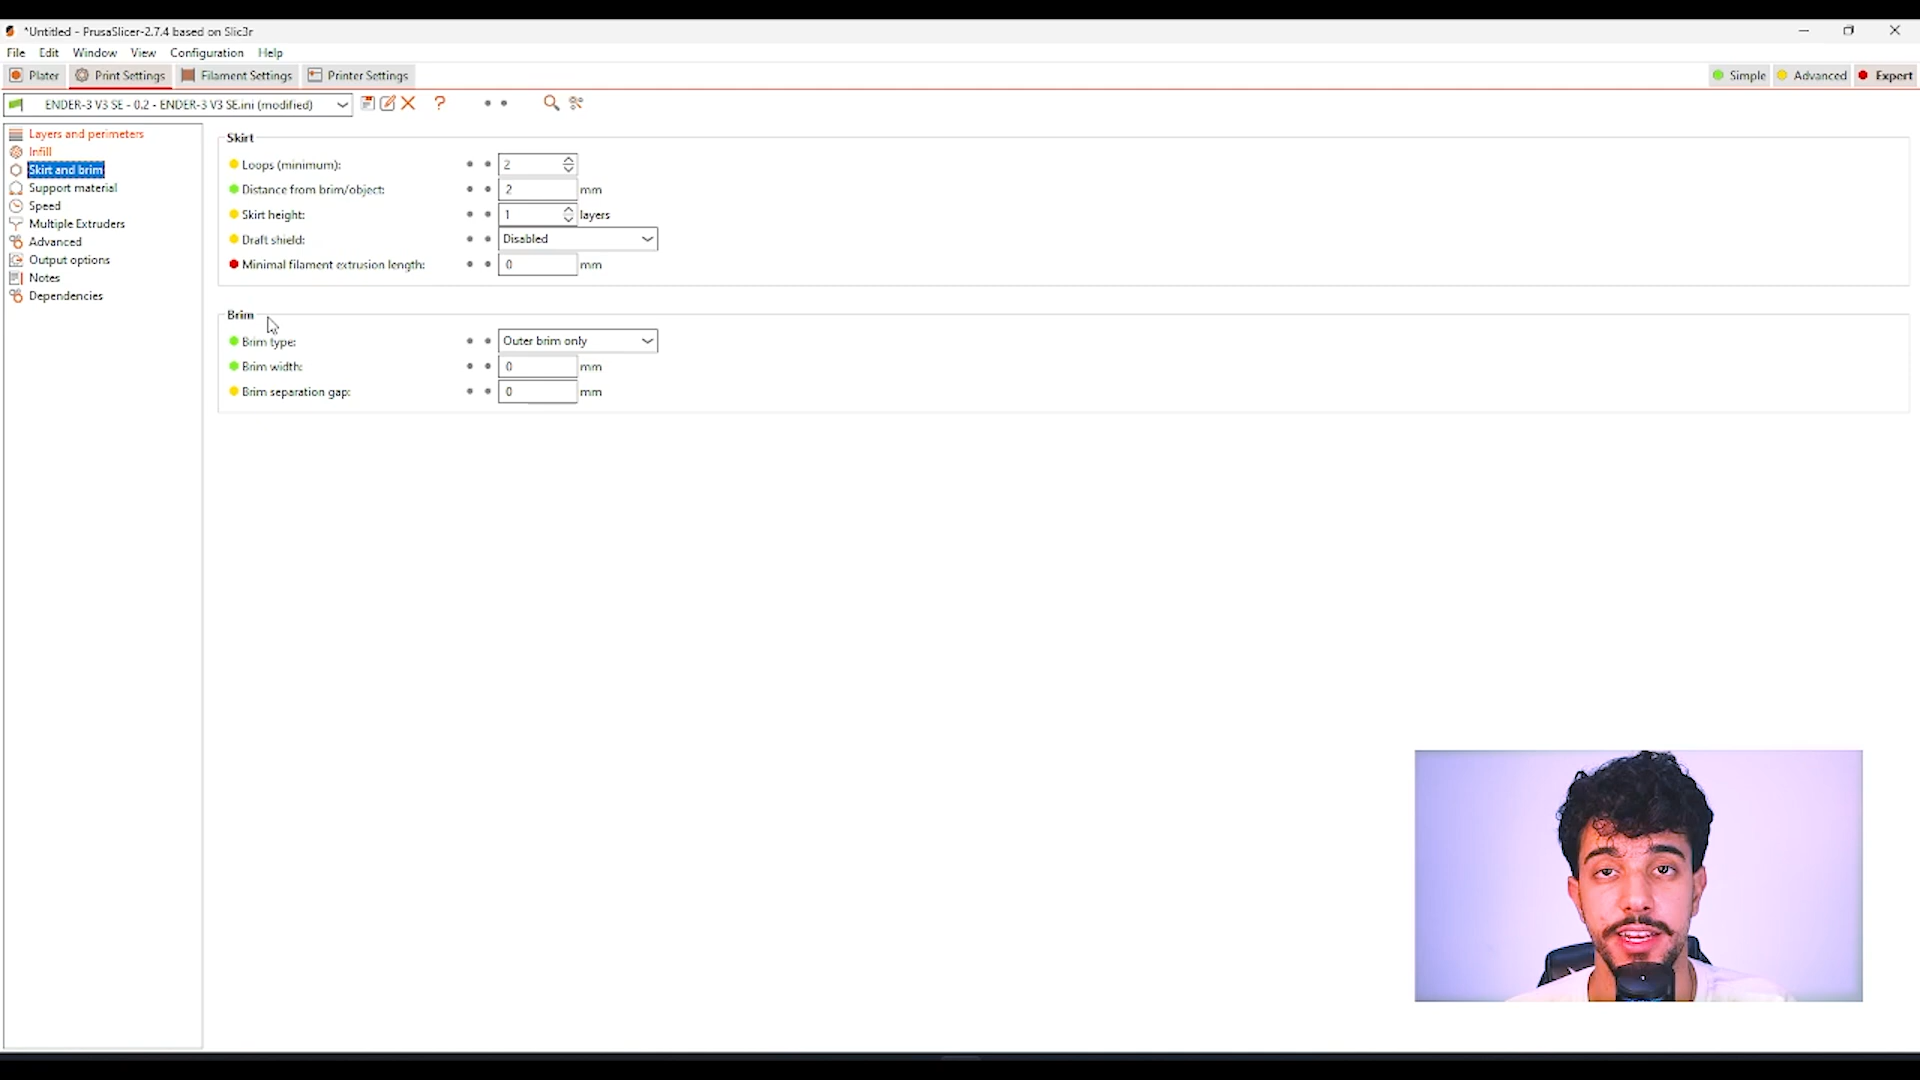 *Untitled - PrusaSlicer-2.7.4 based on Slic3r
File Edit Window View Configuration Help
Plater Print Settings Filament Settings Printer Settings Simple Advanced Expert
ENDER-3 V3 SE - 0.2 - ENDER-3 V3 SE.ini (modified) ?
Layers and perimeters
Infill
Skirt and brim
Support material
Speed
Multiple Extruders
Advanced
Output options
Notes
Dependencies
Skirt
Loops (minimum): 2
Distance from brim/object: 2 mm
Skirt height: 1 layers
Draft shield: Disabled
Minimal filament extrusion length: 0 mm
Brim
Brim type: Outer brim only
Brim width: 0 mm
Brim separation gap: 0 mm